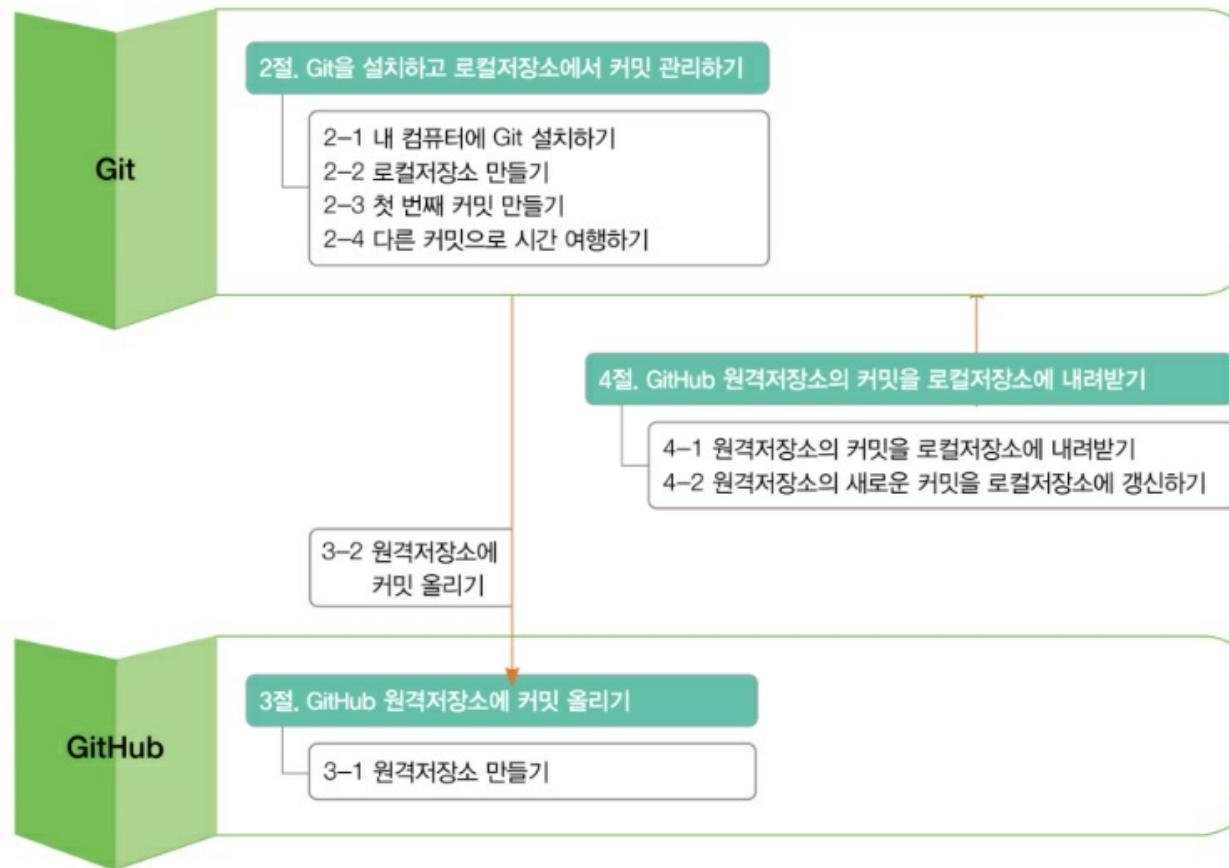 Git
2절. Git을 설치하고 로컬저장소에서 커밋 관리하기
2-1 내 컴퓨터에 Git 설치하기
2-2 로컬저장소 만들기
2-3 첫 번째 커밋 만들기
2-4 다른 커밋으로 시간 여행하기
4절. GitHub 원격저장소의 커밋을 로컬저장소에 내려받기
4-1 원격저장소의 커밋을 로컬저장소에 내려받기
4-2 원격저장소의 새로운 커밋을 로컬저장소에 갱신하기
3-2 원격저장소에
커밋 올리기
GitHub
3절. GitHub 원격저장소에 커밋 올리기
3-1 원격저장소 만들기